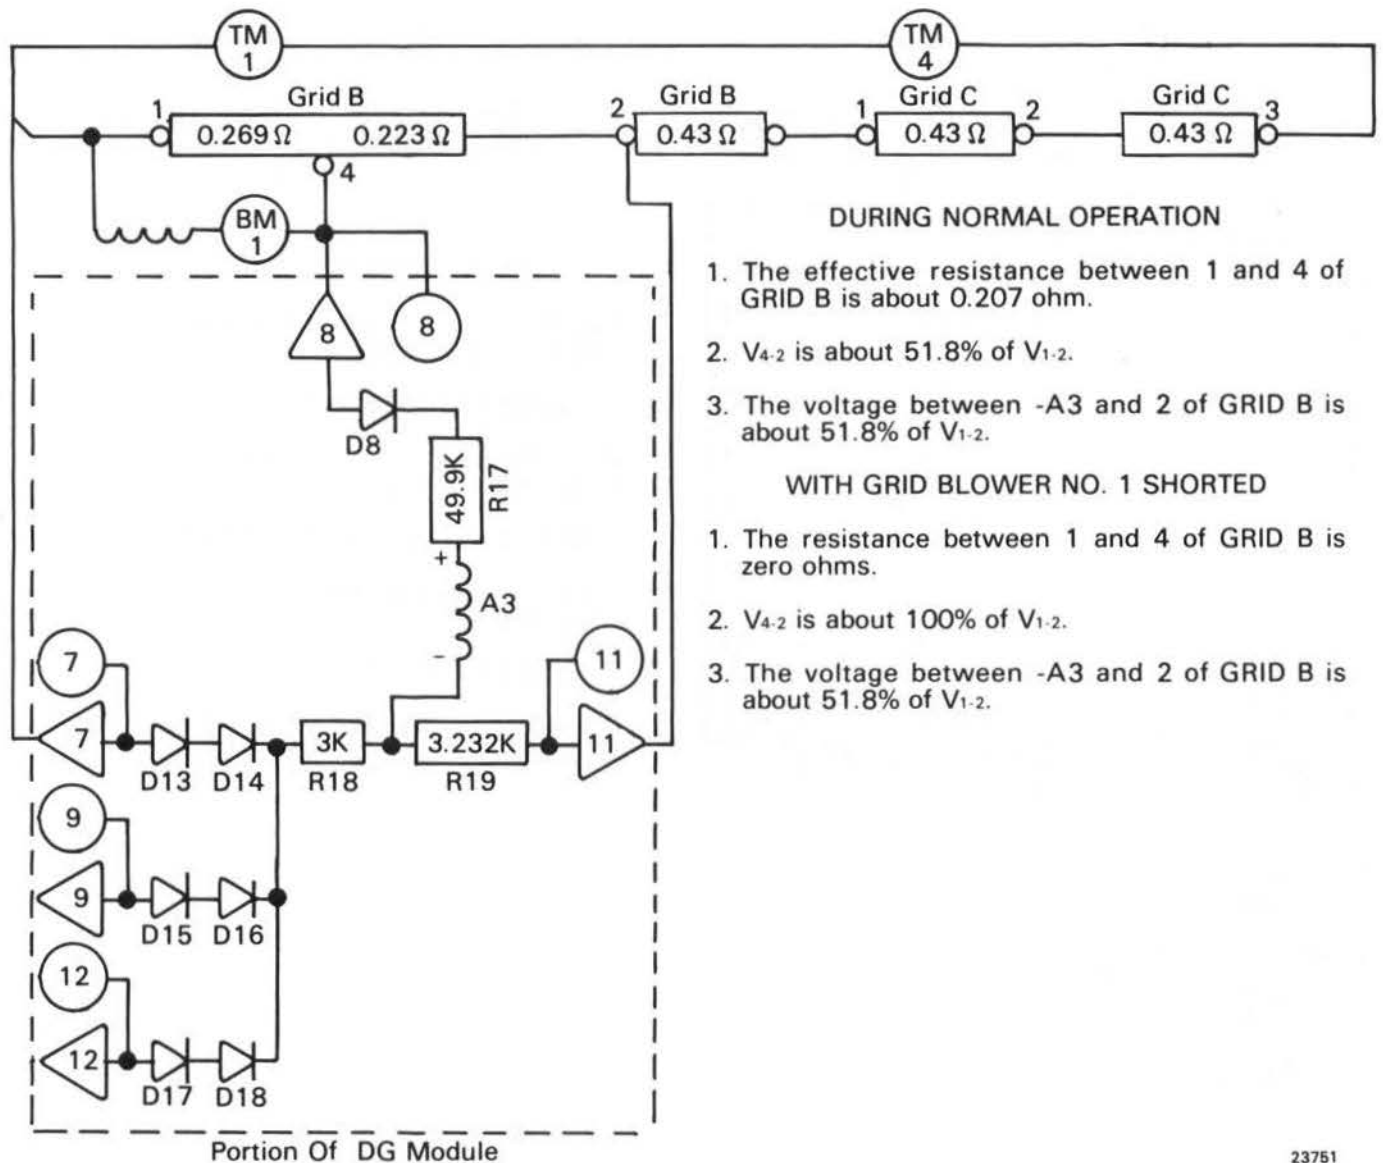 TM
1
TM
4
Grid B
Grid B
Grid C
Grid C
1
2
1
2
3
0.269 Ω
0.223 Ω
0.43 Ω
0.43 Ω
0.43 Ω
4
BM
1
8
8
D8
49.9K
R17
+
A3
-
7
7
D13
D14
3K
R18
3.232K
R19
11
11
9
9
D15
D16
12
12
D17
D18
Portion Of DG Module
DURING NORMAL OPERATION
1. The effective resistance between 1 and 4 of
GRID B is about 0.207 ohm.
2. V4-2 is about 51.8% of V1-2.
3. The voltage between -A3 and 2 of GRID B is
about 51.8% of V1-2.
WITH GRID BLOWER NO. 1 SHORTED
1. The resistance between 1 and 4 of GRID B is
zero ohms.
2. V4-2 is about 100% of V1-2.
3. The voltage between -A3 and 2 of GRID B is
about 51.8% of V1-2.
23751